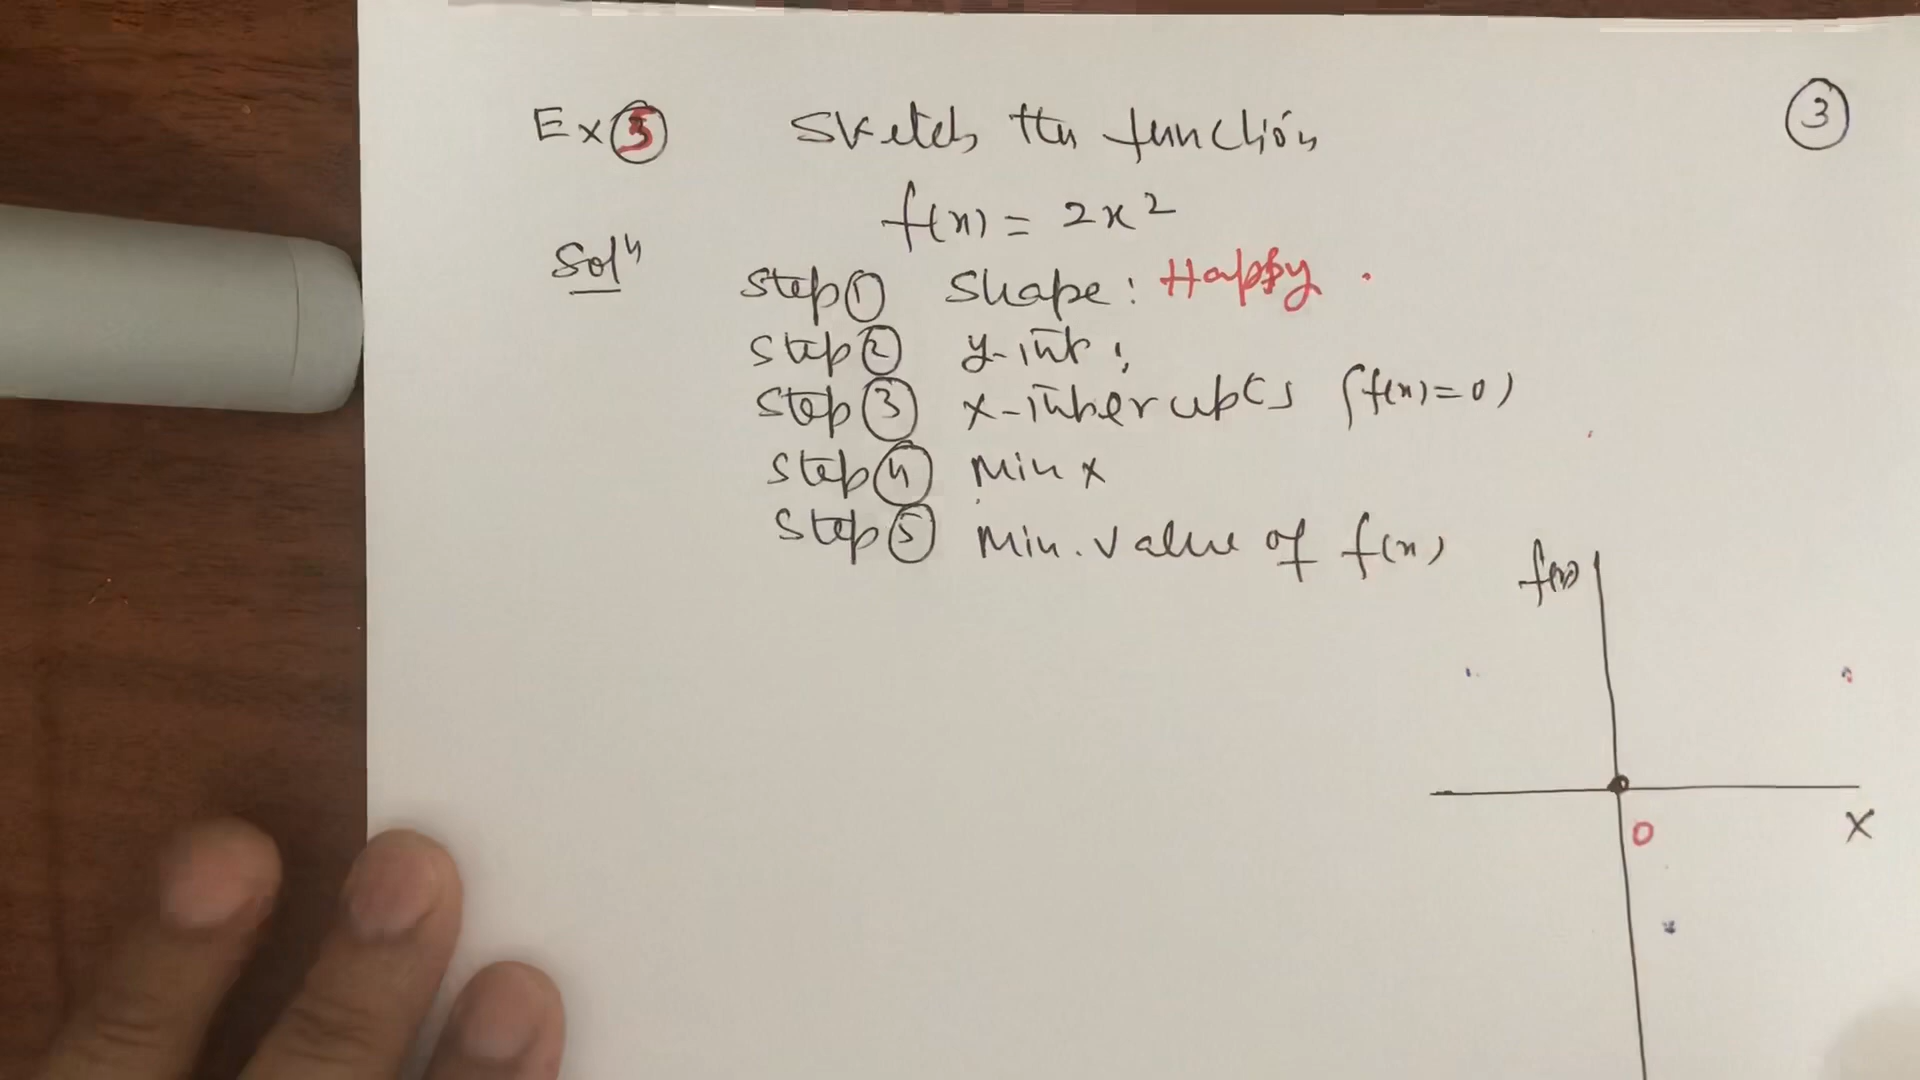 Ex 3 Sketch the function 3
f(x) = 2x²
Solⁿ
Step 1 Shape: Happy.
Step 2 y-int:
Step 3 x-intercepts (f(x)=0)
Step 4 Min x
Step 5 Min. value of f(x)
f(x)
0
x